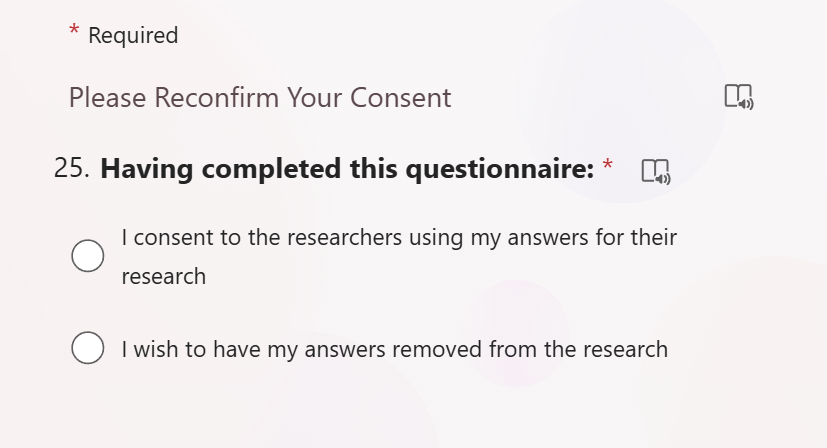 * Required
Please Reconfirm Your Consent
25. Having completed this questionnaire: *
I consent to the researchers using my answers for their
research
I wish to have my answers removed from the research